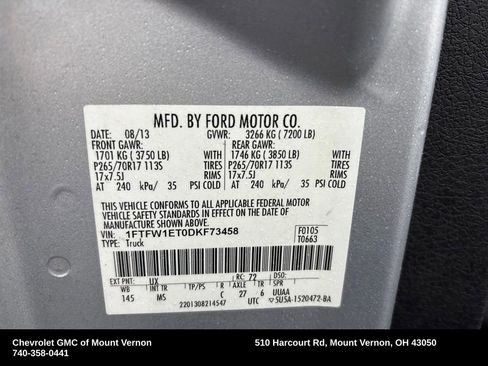 MFD. BY FORD MOTOR CO.
DATE: 08/13 GVWR: 3266 KG ( 7200 LB)
FRONT GAWR: REAR GAWR:
1701 KG ( 3750 LB) WITH 1746 KG ( 3850 LB) WITH
P265/70R17 113S TIRES P265/70R17 113S TIRES
17x7.5J RIMS 17x7.5J RIMS
AT 240 kPa/ 35 PSI COLD AT 240 kPa/ 35 PSI COLD
THIS VEHICLE CONFORMS TO ALL APPLICABLE FEDERAL MOTOR
VEHICLE SAFETY STANDARDS IN EFFECT ON THE DATE OF
MANUFACTURE SHOWN ABOVE.
VIN: 1FTFW1ET0DKF73458 F0105
TYPE: Truck T0663
EXT PNT: UX RC: 72 DSO:
WB INT TR TP/PS R AXLE TR SPR
145 MS C 27 6 UUAA
2201308214547 UTC 5U5A-1520472-BA
Chevrolet GMC of Mount Vernon 510 Harcourt Rd, Mount Vernon, OH 43050
740-358-0441